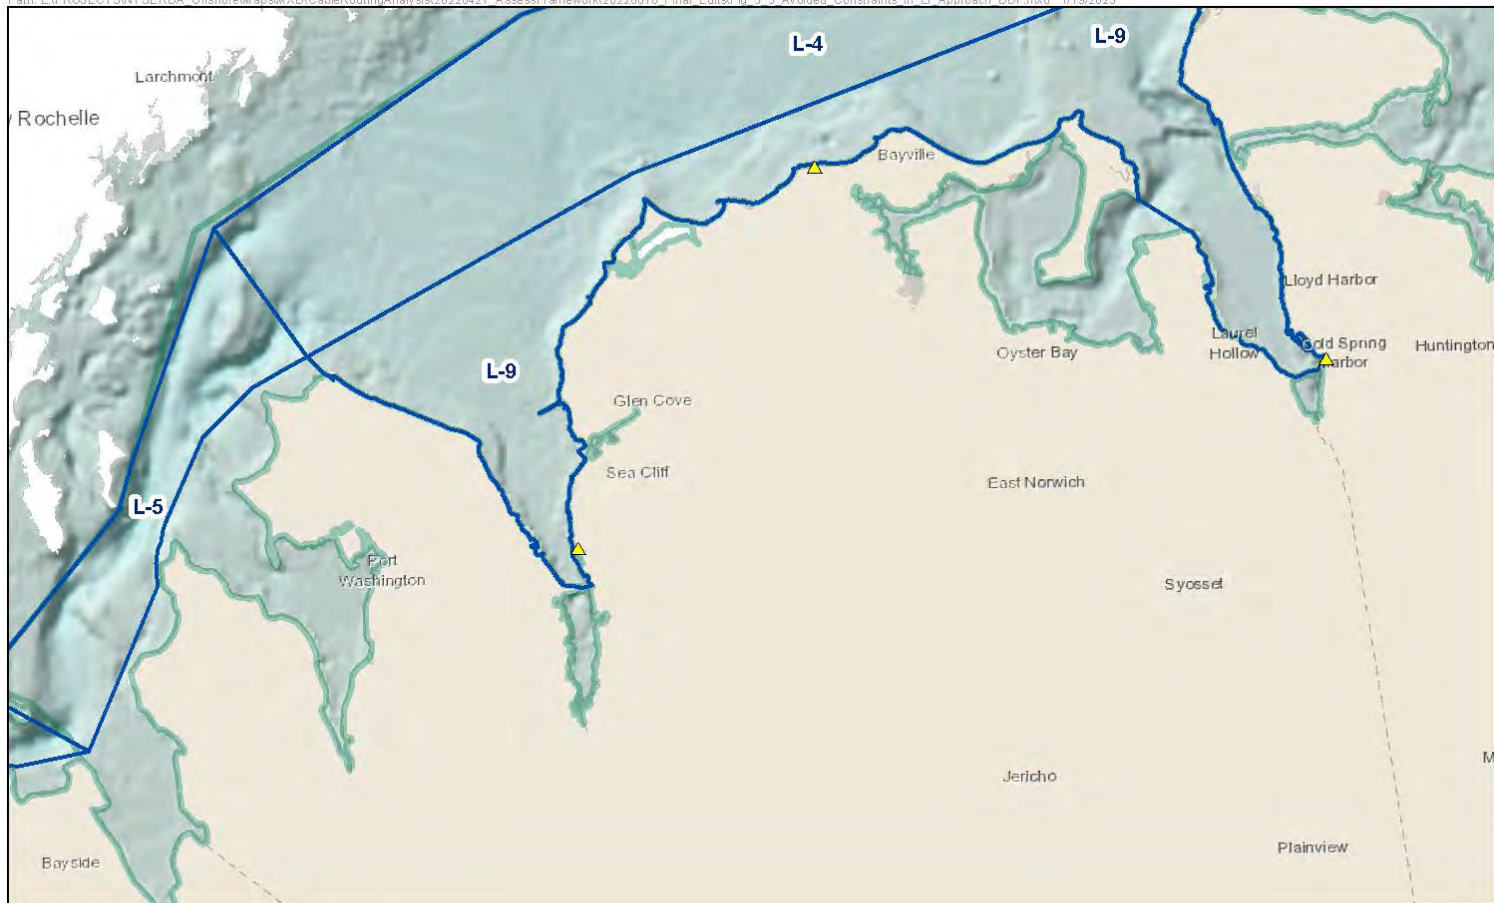 L-4
L-9
Larchmont
Rochelle
Bayville
Lloyd Harbor
Laurel
Hollow
Cold Spring
Harbor
Huntington
Oyster Bay
L-9
Glen Cove
Sea Cliff
East Norwich
L-5
Port
Washington
Syosset
M
Jericho
Plainview
Bayside